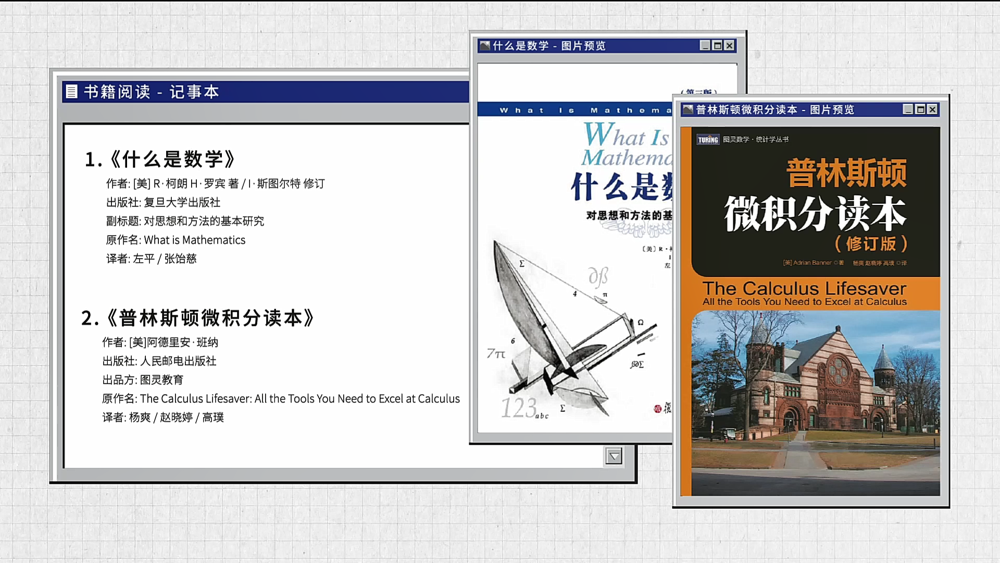 书籍阅读 - 记事本
1.《什么是数学》
作者: [美] R·柯朗 H·罗宾 著 / I·斯图尔特 修订
出版社: 复旦大学出版社
副标题: 对思想和方法的基本研究
原作名: What is Mathematics
译者: 左平 / 张饴慈
2.《普林斯顿微积分读本》
作者: [美]阿德里安·班纳
出版社: 人民邮电出版社
出品方: 图灵教育
原作名: The Calculus Lifesaver: All the Tools You Need to Excel at Calculus
译者: 杨爽 / 赵晓婷 / 高璞
什么是数学 - 图片预览
What Is Mathema
What Is
Mathema
什么是
对思想和方法的基
[美] R·
Σ
∂β
4
n
Ω
6
7π
123abc
Σ
普林斯顿微积分读本 - 图片预览
TURING 图灵数学·统计学丛书
普林斯顿
微积分读本
(修订版)
[美] Adrian Banner ◇著 杨爽 赵晓婷 高璞 ◇译
The Calculus Lifesaver
All the Tools You Need to Excel at Calculus